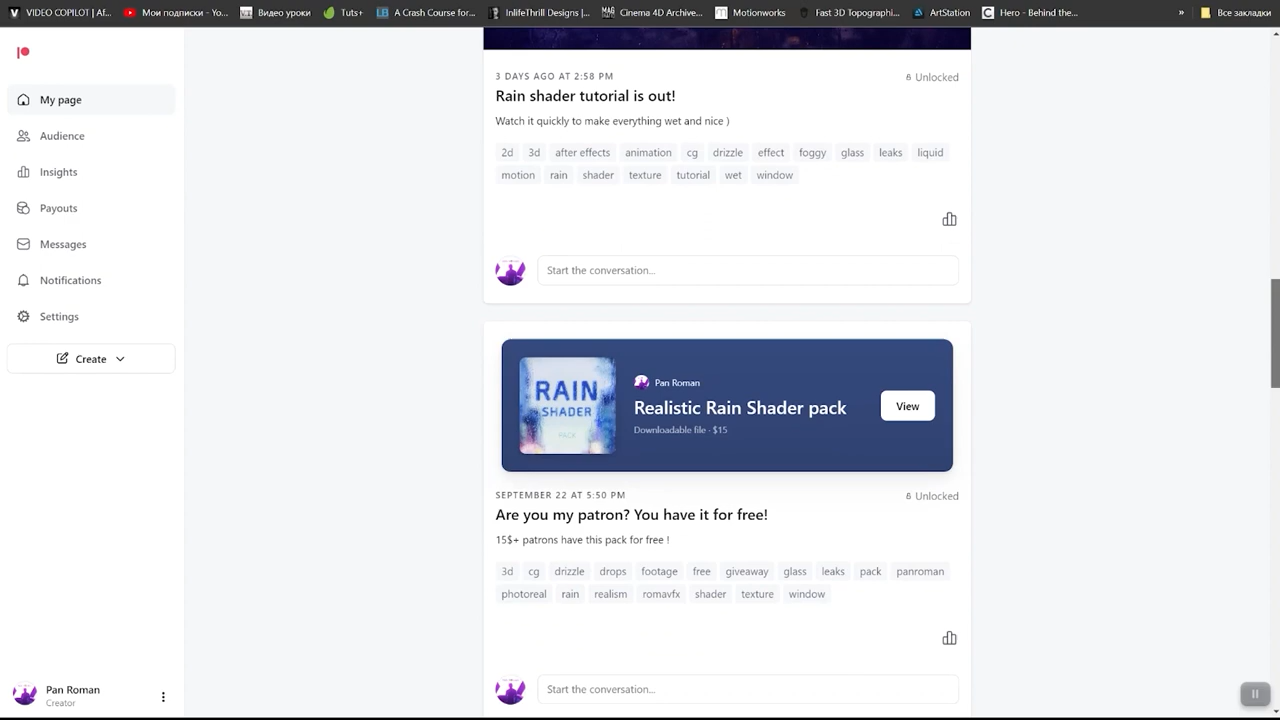 VIDEO COPILOT | Af...
Мои подписки - Yo...
Видео уроки
Tuts+
A Crash Course for...
InlifeThrill Designs |...
Cinema 4D Archive...
Motionworks
Fast 3D Topographi...
ArtStation
Hero - Behind the...
»
Все закладки
My page
Audience
Insights
Payouts
Messages
Notifications
Settings
Create
3 DAYS AGO AT 2:58 PM
Unlocked
Rain shader tutorial is out!
Watch it quickly to make everything wet and nice )
2d 3d after effects animation cg drizzle effect foggy glass leaks liquid
motion rain shader texture tutorial wet window
Start the conversation...
RAIN
SHADER
PACK
Pan Roman
Realistic Rain Shader pack
Downloadable file · $15
View
SEPTEMBER 22 AT 5:50 PM
Unlocked
Are you my patron? You have it for free!
15$+ patrons have this pack for free !
3d cg drizzle drops footage free giveaway glass leaks pack panroman
photoreal rain realism romavfx shader texture window
Start the conversation...
Pan Roman
Creator